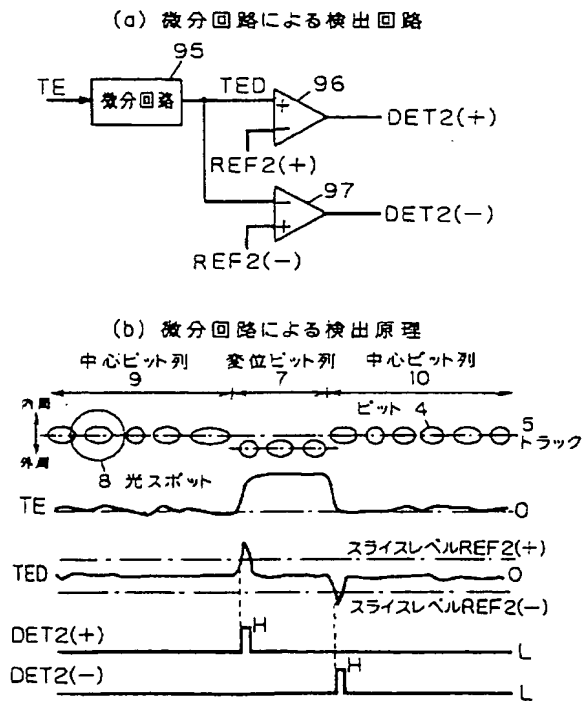 (a) 微分回路による検出回路
95
TE
微分回路
TED
96
+
−
DET2(+)
REF2(+)
97
−
+
DET2(−)
REF2(−)
(b) 微分回路による検出原理
中心ピット列 変位ピット列 中心ピット列
9 7 10
内周
外周
ピット 4
5
トラック
8 光スポット
TE
0
スライスレベルREF2(+)
TED
0
スライスレベルREF2(−)
DET2(+)
H
L
DET2(−)
H
L